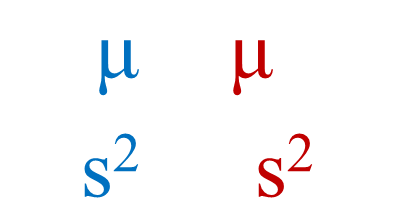 μ μ
s² s²